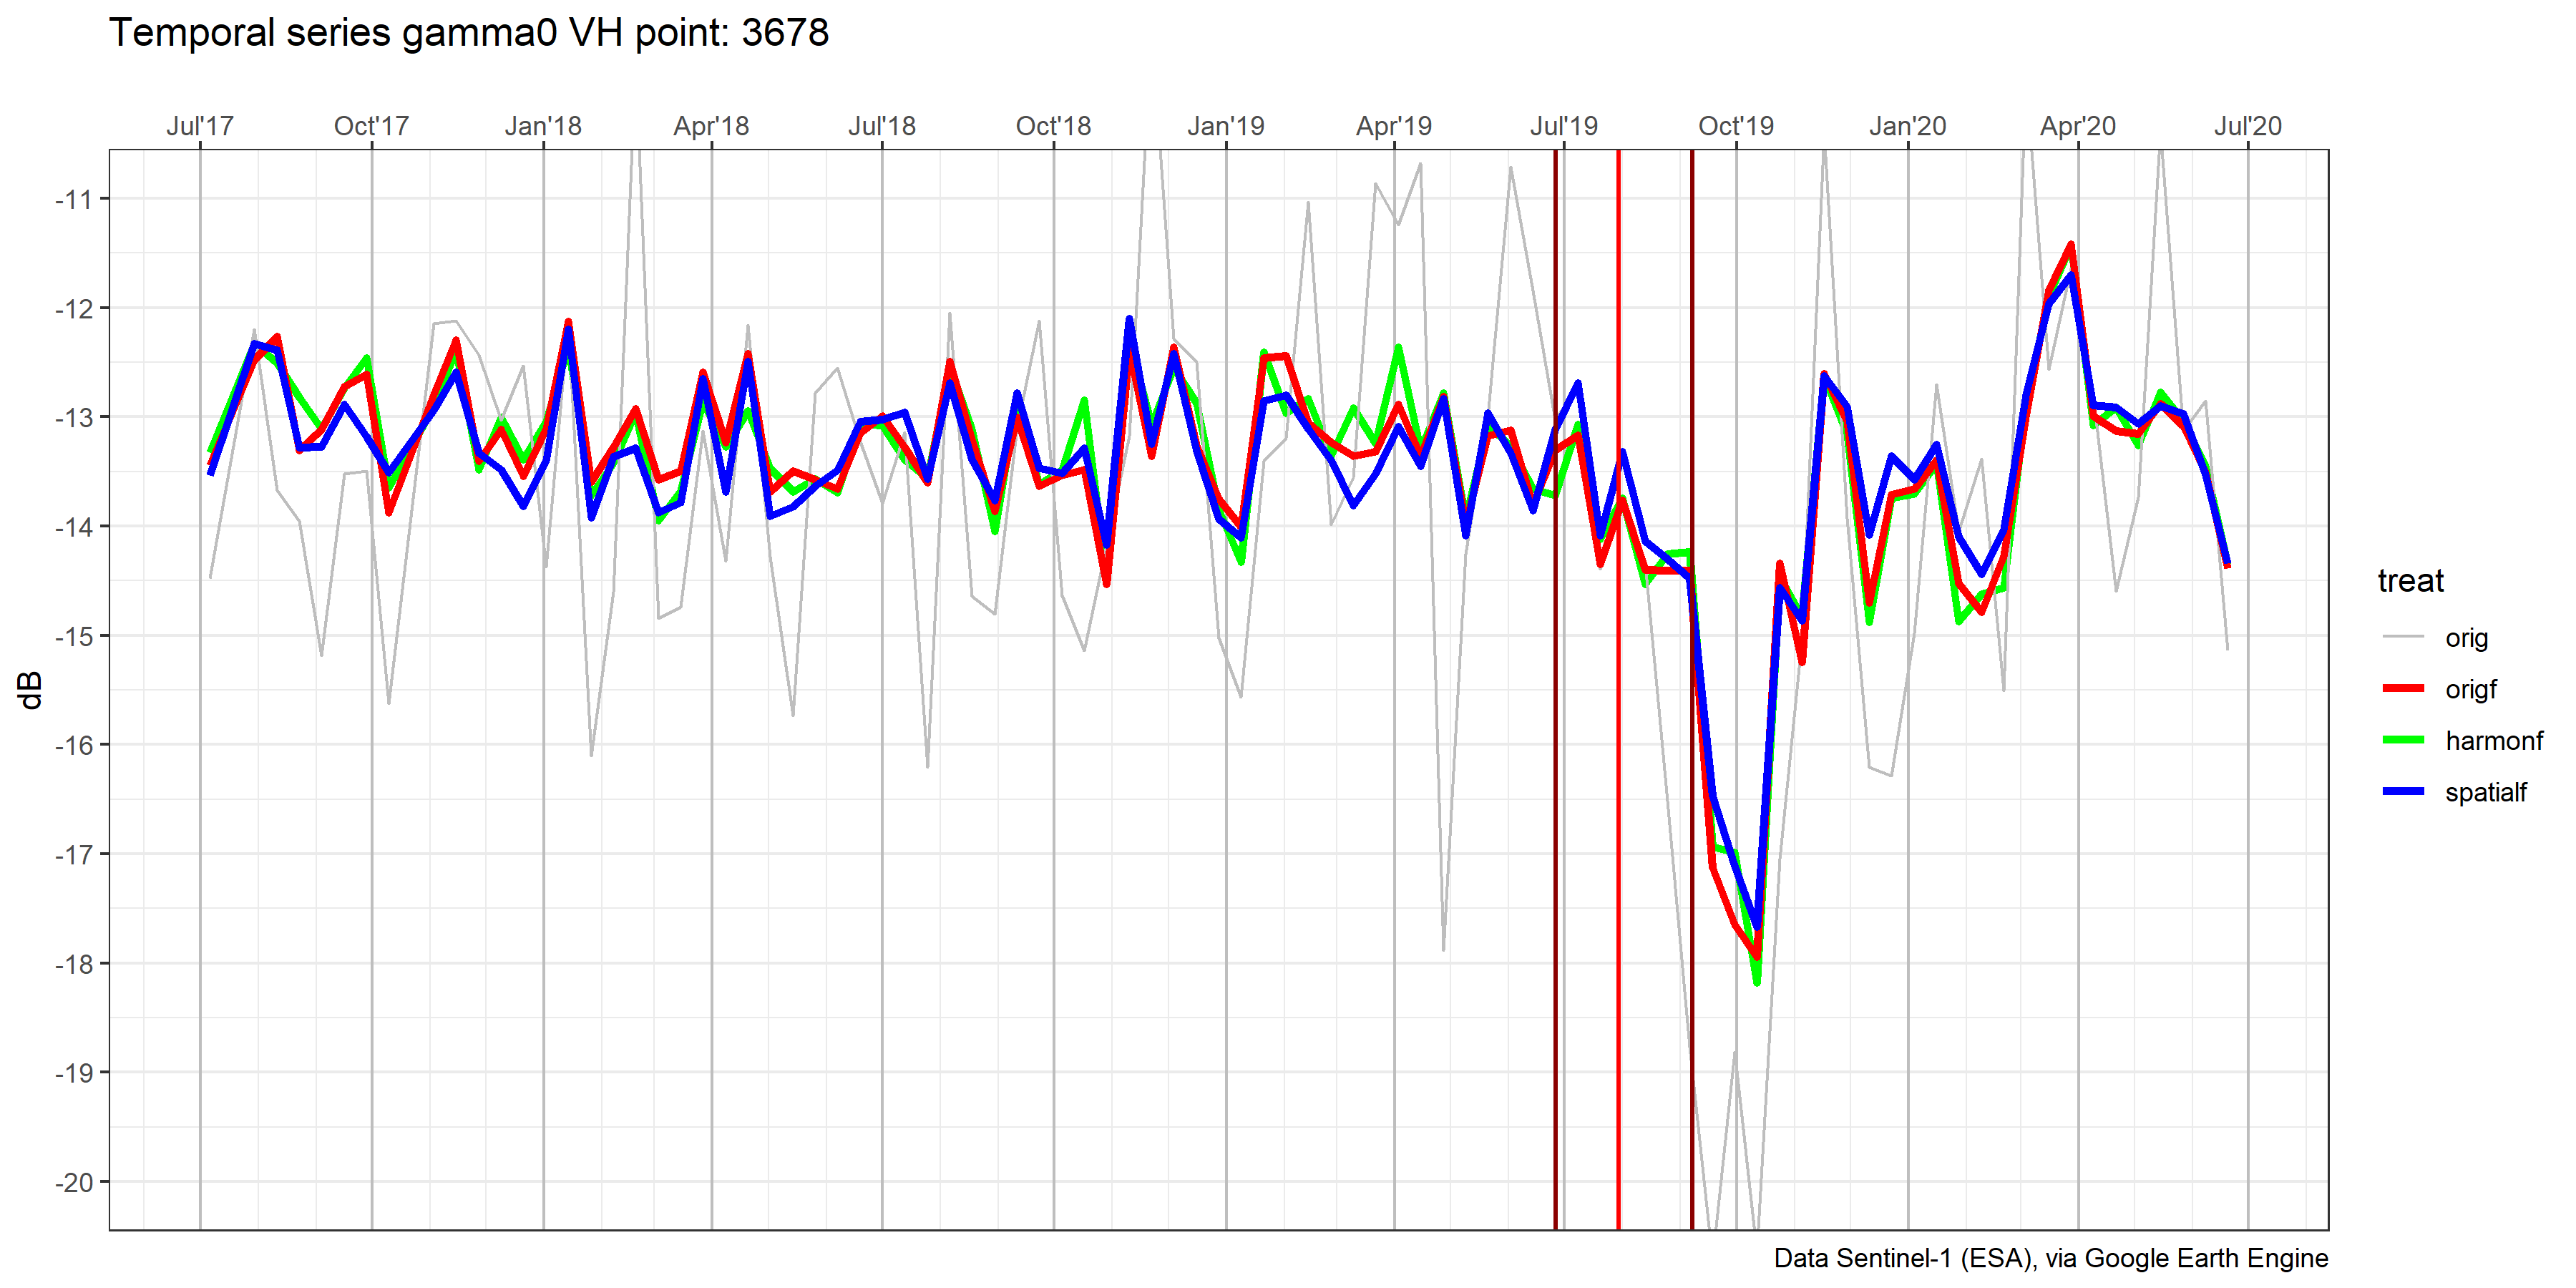 Temporal series gamma0 VH point: 3678
Jul'17 Oct'17 Jan'18 Apr'18 Jul'18 Oct'18 Jan'19 Apr'19 Jul'19 Oct'19 Jan'20 Apr'20 Jul'20
-11
-12
-13
-14
-15
-16
-17
-18
-19
-20
dB
treat
orig
origf
harmonf
spatialf
Data Sentinel-1 (ESA), via Google Earth Engine